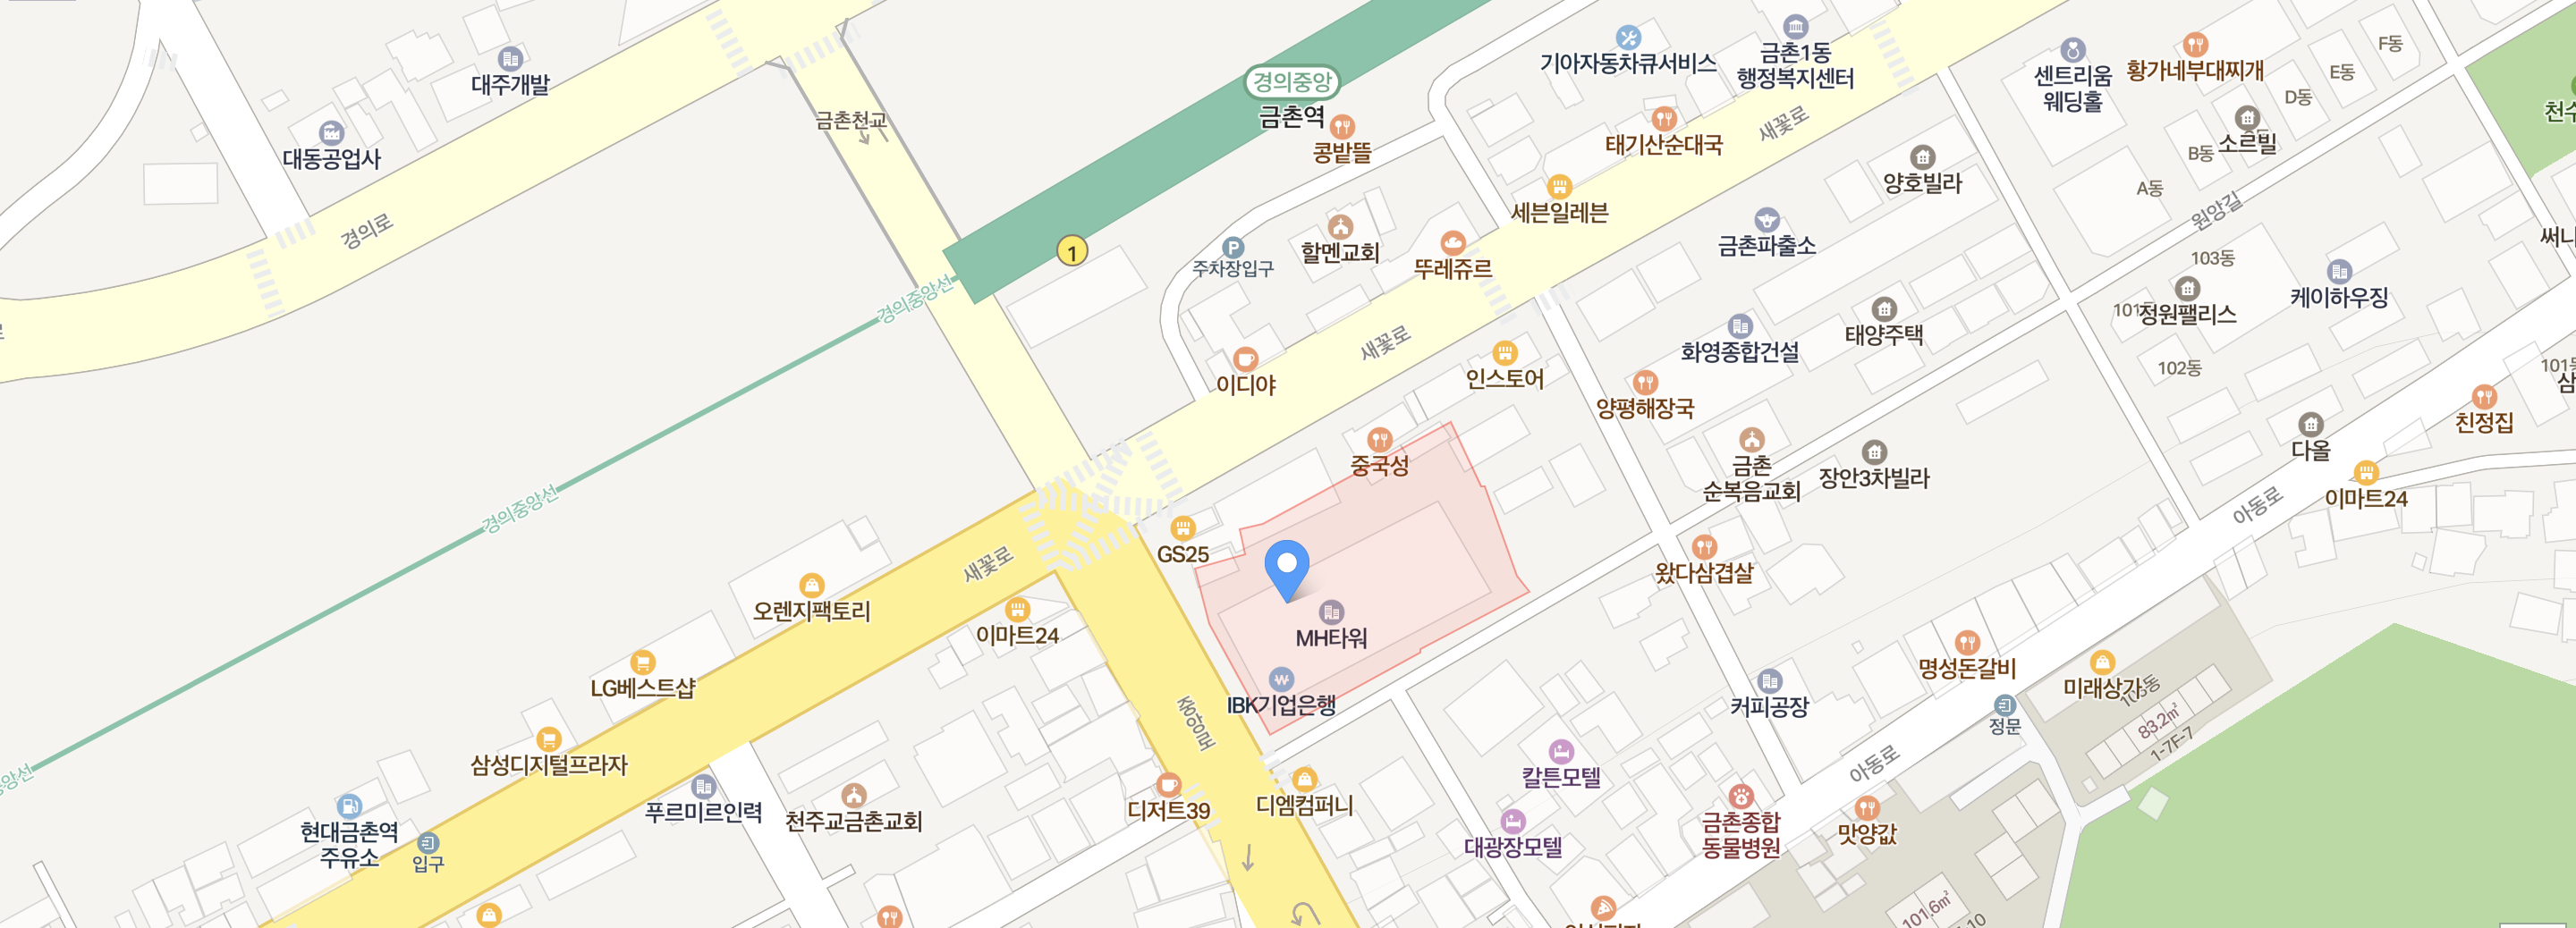 F동
황가네부대찌개
금촌1동
행정복지센터
센트리움
웨딩홀
E동
D동
기아자동차큐서비스
대주개발
경의중앙
금촌역
금촌천교
콩밭뜰
태기산순대국
새꽃로
소르빌
B동
대동공업사
A동
양호빌라
세븐일레븐
원앙길
경의로
1
할멘교회
금촌파출소
주차장입구
뚜레쥬르
103동
케이하우징
경의중앙선
정원팰리스
화영종합건설
태양주택
새꽃로
102동
이디야
인스토어
양평해장국
친정집
다올
중국성
금촌
순복음교회
장안3차빌라
이마트24
경의중앙선
아동로
GS25
새꽃로
왔다삼겹살
오렌지팩토리
이마트24
MH타워
명성돈갈비
LG베스트샵
미래상가
IBK기업은행
커피공장
중앙로
정문
83.2㎡
1-7F-7
삼성디지털프라자
칼튼모텔
아동로
푸르미르인력
천주교금촌교회
디저트39
디엠컴퍼니
현대금촌역
주유소
입구
대광장모텔
금촌종합
동물병원
맛양값
101.6㎡